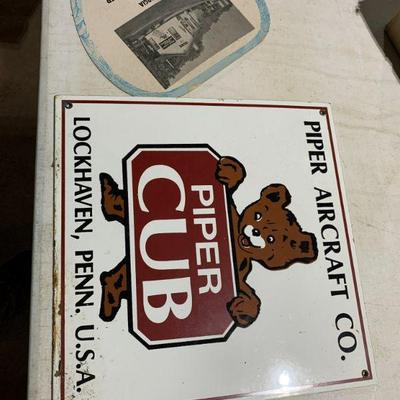 PIPER AIRCRAFT CO.
PIPER
CUB
LOCKHAVEN, PENN. U.S.A.